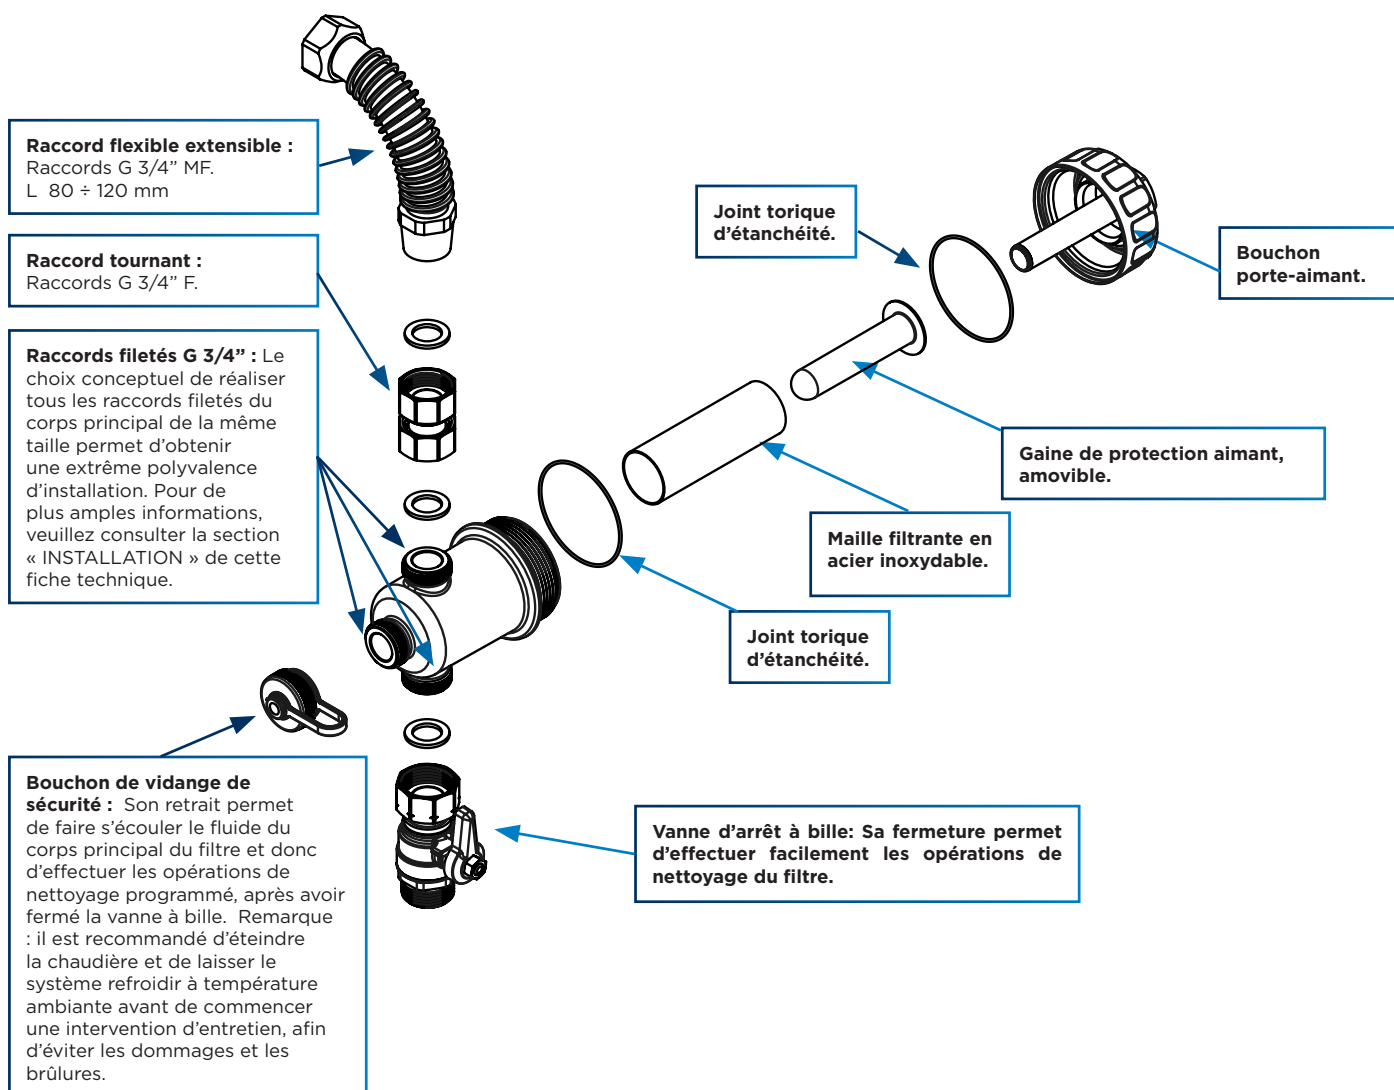 Raccord flexible extensible :
Raccords G 3/4” MF.
L 80 ÷ 120 mm
Raccord tournant :
Raccords G 3/4” F.
Raccords filetés G 3/4” : Le
choix conceptuel de réaliser
tous les raccords filetés du
corps principal de la même
taille permet d’obtenir
une extrême polyvalence
d’installation. Pour de
plus amples informations,
veuillez consulter la section
« INSTALLATION » de cette
fiche technique.
Bouchon de vidange de
sécurité : Son retrait permet
de faire s’écouler le fluide du
corps principal du filtre et donc
d’effectuer les opérations de
nettoyage programmé, après avoir
fermé la vanne à bille. Remarque
: il est recommandé d’éteindre
la chaudière et de laisser le
système refroidir à température
ambiante avant de commencer
une intervention d’entretien, afin
d’éviter les dommages et les
brûlures.
Joint torique
d’étanchéité.
Bouchon
porte-aimant.
Gaine de protection aimant,
amovible.
Maille filtrante en
acier inoxydable.
Joint torique
d’étanchéité.
Vanne d’arrêt à bille: Sa fermeture permet
d’effectuer facilement les opérations de
nettoyage du filtre.